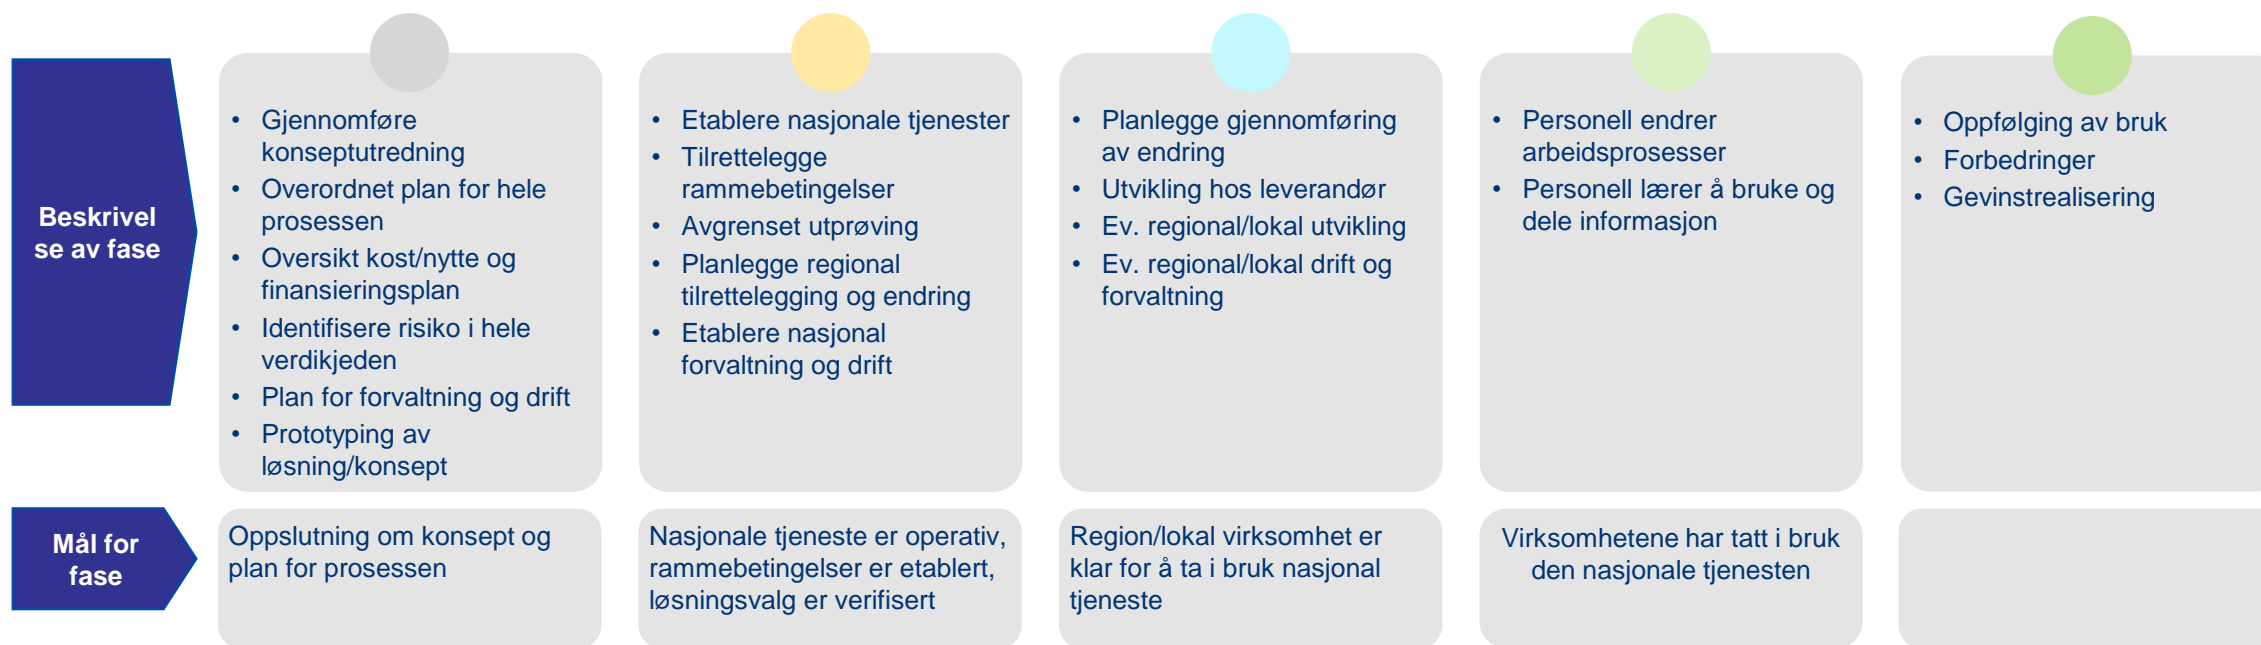 Beskrivel
se av fase
• Gjennomføre
konseptutredning
• Overordnet plan for hele
prosessen
• Oversikt kost/nytte og
finansieringsplan
• Identifisere risiko i hele
verdikjeden
• Plan for forvaltning og drift
• Prototyping av
løsning/konsept
• Etablere nasjonale tjenester
• Tilrettelegge
rammebetingelser
• Avgrenset utprøving
• Planlegge regional
tilrettelegging og endring
• Etablere nasjonal
forvaltning og drift
• Planlegge gjennomføring
av endring
• Utvikling hos leverandør
• Ev. regional/lokal utvikling
• Ev. regional/lokal drift og
forvaltning
• Personell endrer
arbeidsprosesser
• Personell lærer å bruke og
dele informasjon
• Oppfølging av bruk
• Forbedringer
• Gevinstrealisering
Mål for
fase
Oppslutning om konsept og
plan for prosessen
Nasjonale tjeneste er operativ,
rammebetingelser er etablert,
løsningsvalg er verifisert
Region/lokal virksomhet er
klar for å ta i bruk nasjonal
tjeneste
Virksomhetene har tatt i bruk
den nasjonale tjenesten